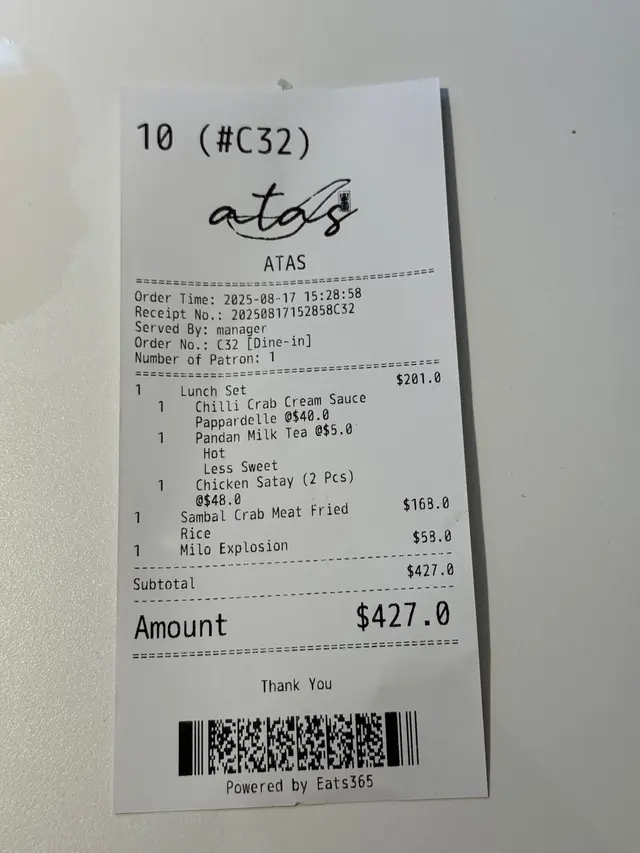 10 (#C32)
atas
ATAS
Order Time: 2025-08-17 15:28:58
Receipt No.: 20250817152858C32
Served By: manager
Order No.: C32 [Dine-in]
Number of Patron: 1
1 Lunch Set $201.0
1 Chilli Crab Cream Sauce
Pappardelle @$40.0
1 Pandan Milk Tea @$5.0
Hot
Less Sweet
1 Chicken Satay (2 Pcs)
@$48.0
1 Sambal Crab Meat Fried $168.0
Rice
1 Milo Explosion $58.0
Subtotal $427.0
Amount $427.0
Thank You
Powered by Eats365